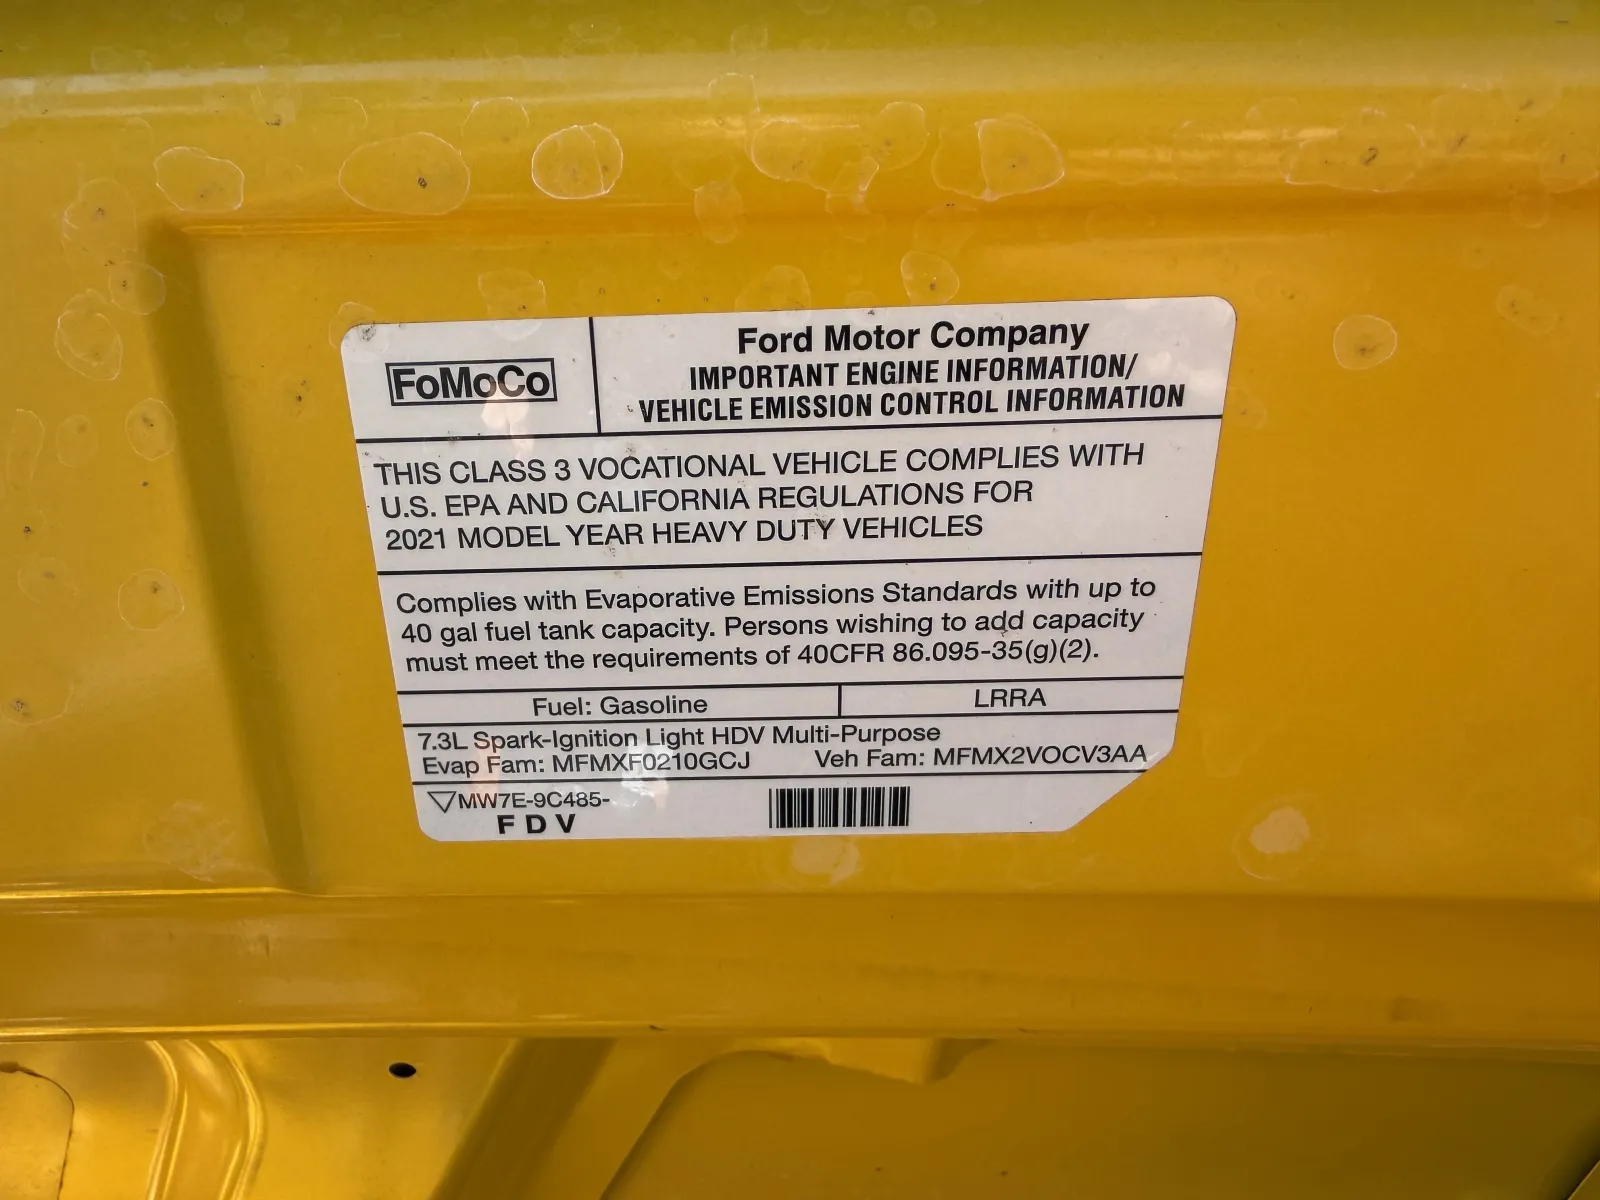 FoMoCo
Ford Motor Company
IMPORTANT ENGINE INFORMATION/
VEHICLE EMISSION CONTROL INFORMATION
THIS CLASS 3 VOCATIONAL VEHICLE COMPLIES WITH
U.S. EPA AND CALIFORNIA REGULATIONS FOR
2021 MODEL YEAR HEAVY DUTY VEHICLES
Complies with Evaporative Emissions Standards with up to
40 gal fuel tank capacity. Persons wishing to add capacity
must meet the requirements of 40CFR 86.095-35(g)(2).
Fuel: Gasoline LRRA
7.3L Spark-Ignition Light HDV Multi-Purpose
Evap Fam: MFMXF0210GCJ Veh Fam: MFMX2VOCV3AA
MW7E-9C485-
F D V